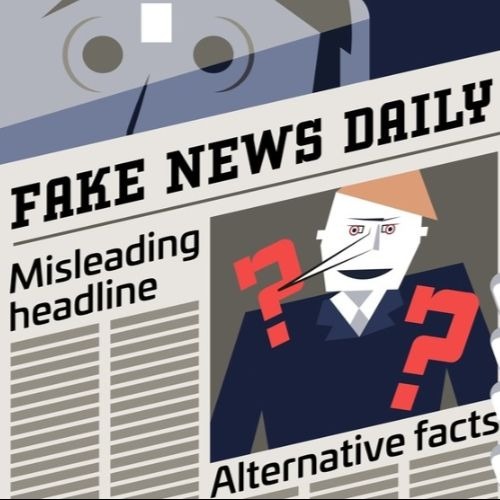 FAKE NEWS DAILY
Misleading
headline
?
?
Alternative facts